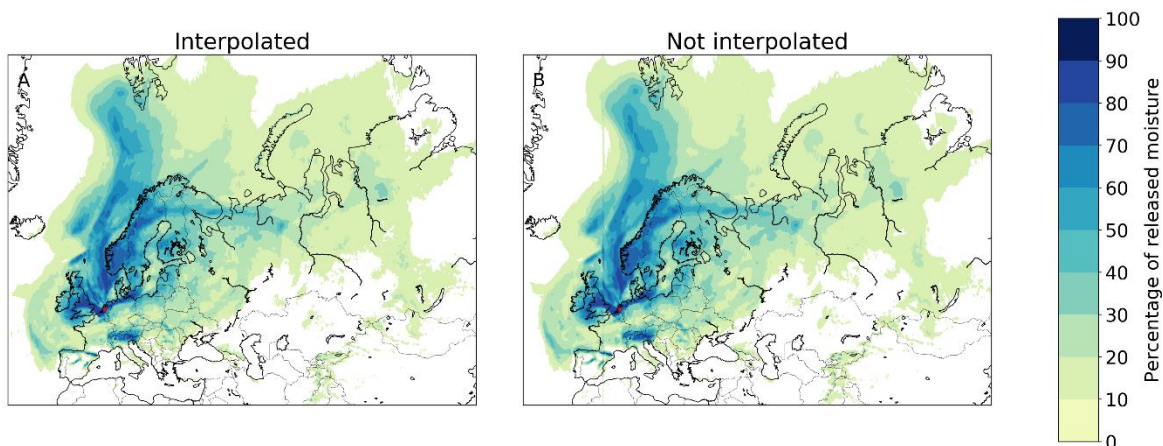 Interpolated
Not interpolated
A
B
100
90
80
70
60
50
40
30
20
10
0
Percentage of released moisture